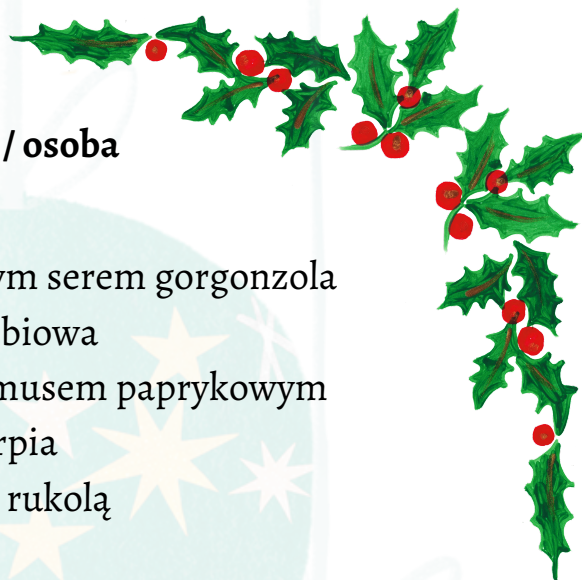 / osoba
ym serem gorgonzola
biowa
musem paprykowym
rpia
rukolą